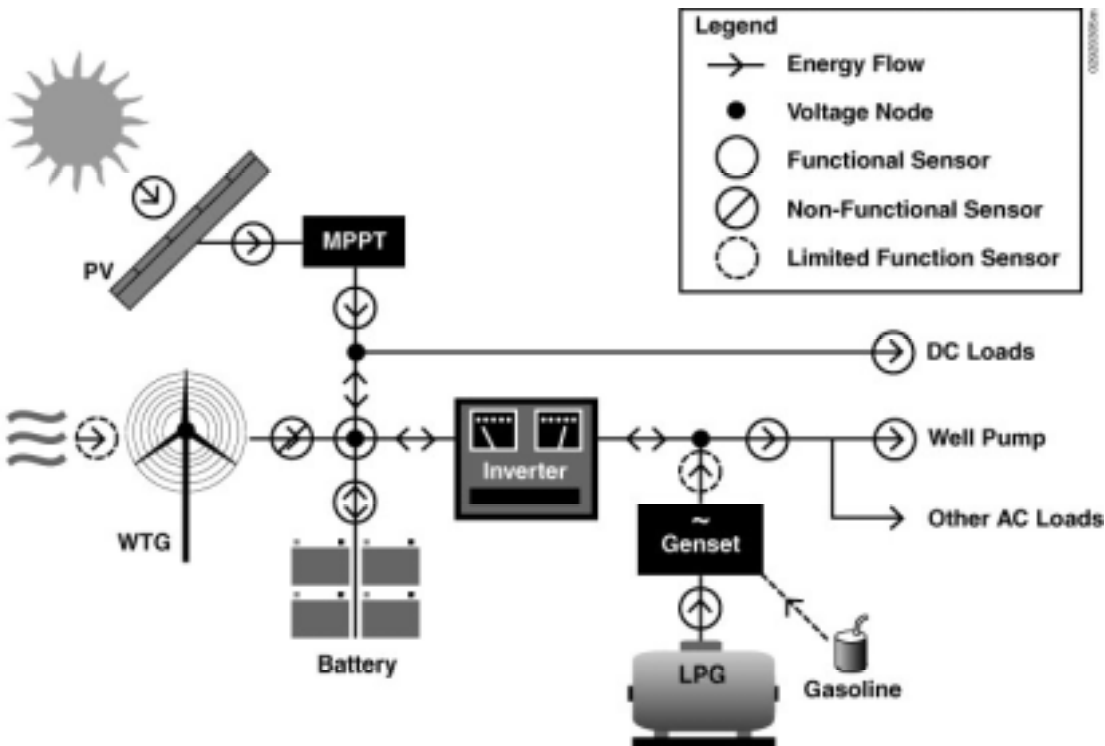 Legend
Energy Flow
Voltage Node
Functional Sensor
Non-Functional Sensor
Limited Function Sensor
PV
MPPT
DC Loads
WTG
Inverter
Well Pump
Other AC Loads
~
Genset
Battery
LPG
Gasoline